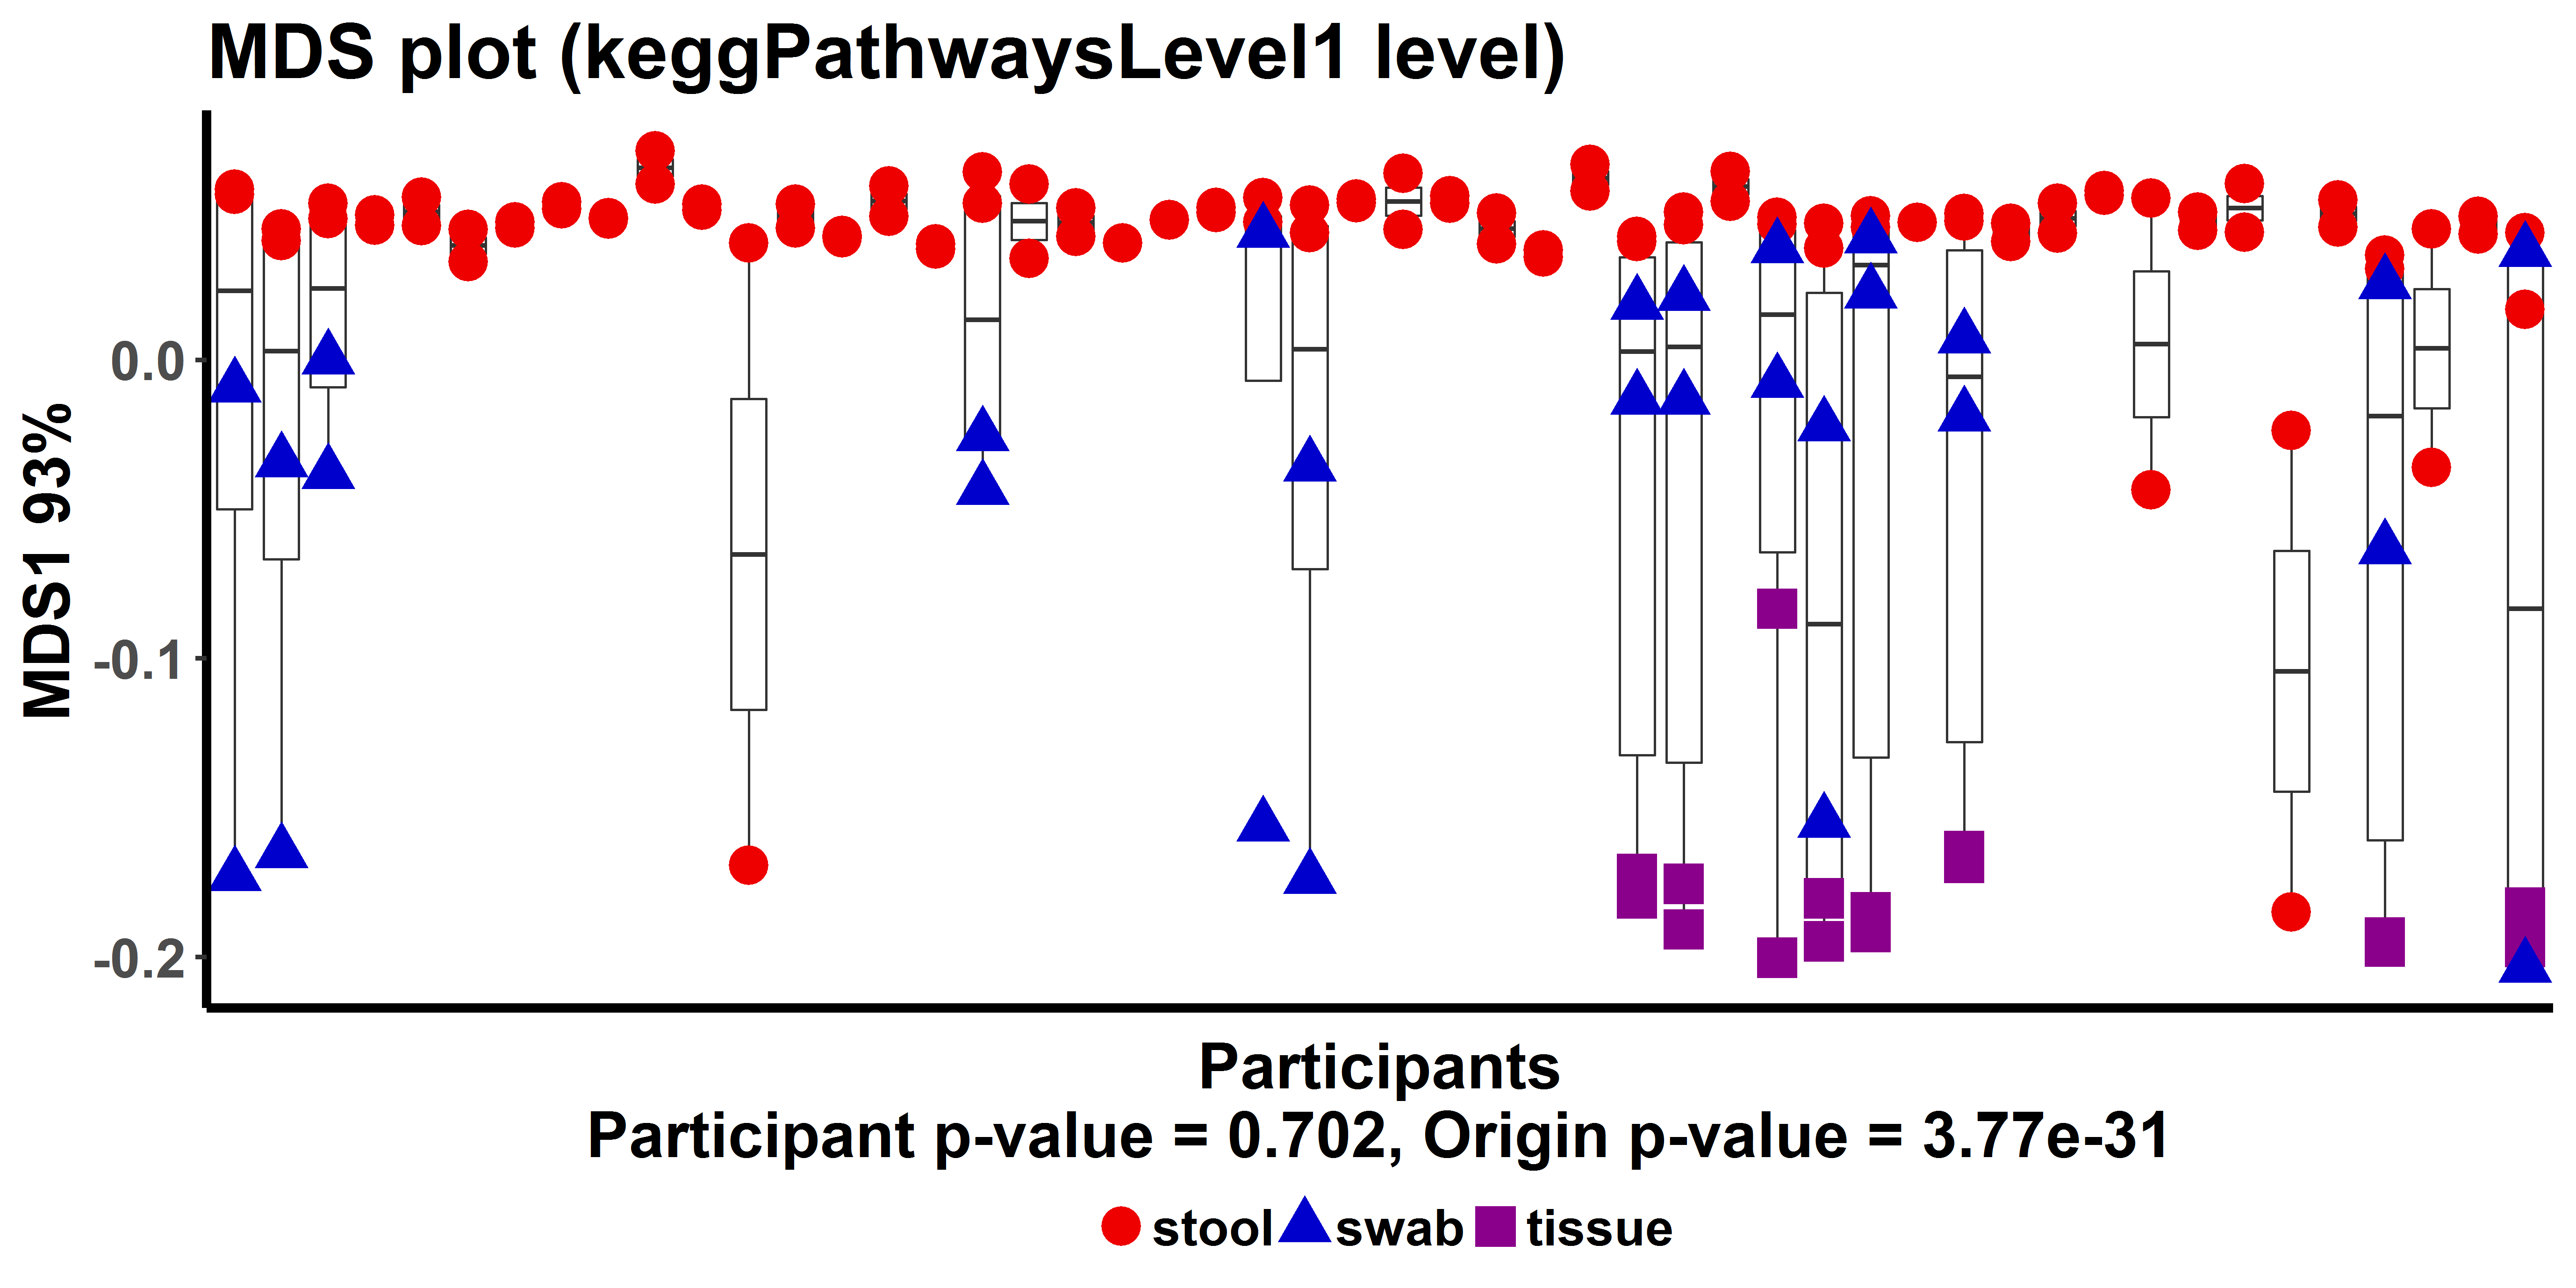 MDS plot (keggPathwaysLevel1 level)
MDS1 93%
0.0
-0.1
-0.2
Participants
Participant p-value = 0.702, Origin p-value = 3.77e-31
stool swab tissue